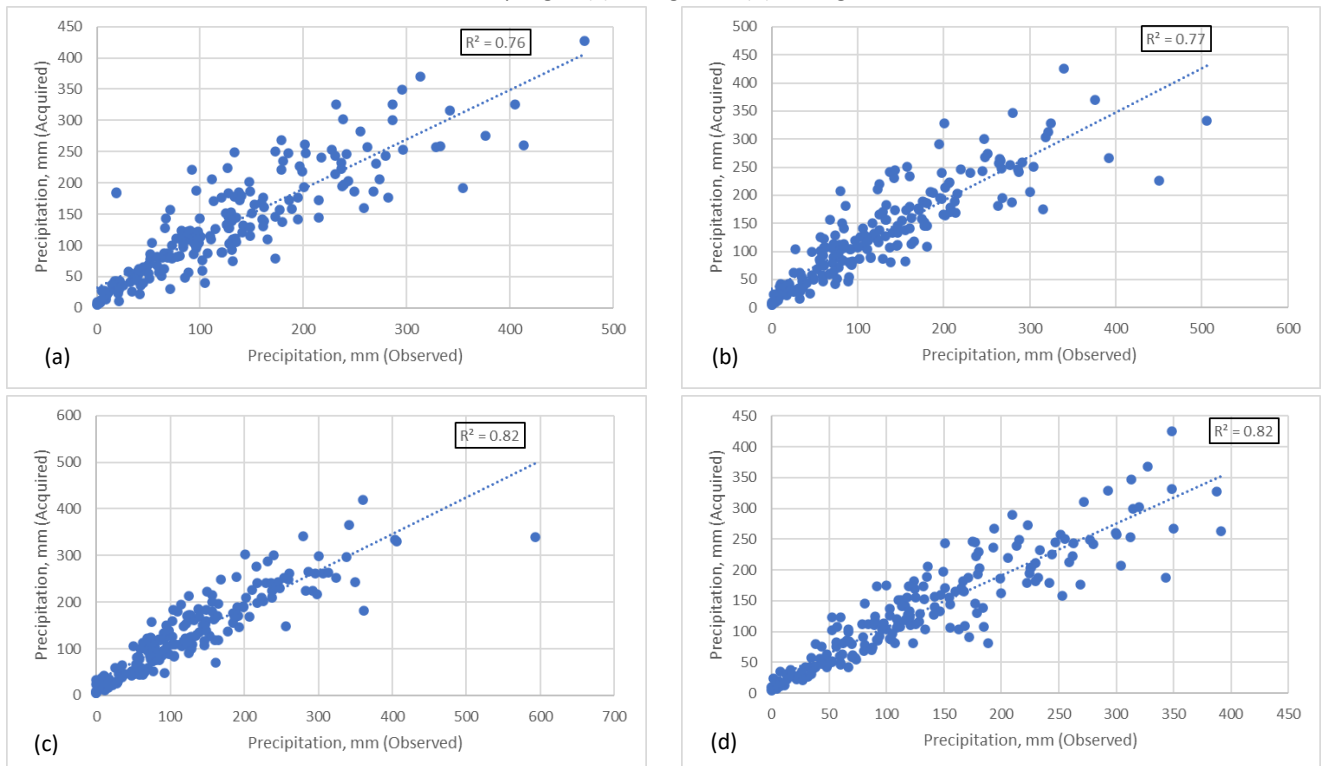 R² = 0.76
450
400
350
300
250
200
150
100
50
0
0 100 200 300 400 500
Precipitation, mm (Acquired)
Precipitation, mm (Observed)
(a)
R² = 0.77
500
450
400
350
300
250
200
150
100
50
0
0 100 200 300 400 500 600
Precipitation, mm (Acquired)
Precipitation, mm (Observed)
(b)
R² = 0.82
600
500
400
300
200
100
0
0 100 200 300 400 500 600 700
Precipitation, mm (Acquired)
Precipitation, mm (Observed)
(c)
R² = 0.82
450
400
350
300
250
200
150
100
50
0
0 50 100 150 200 250 300 350 400 450
Precipitation, mm (Acquired)
Precipitation, mm (Observed)
(d)